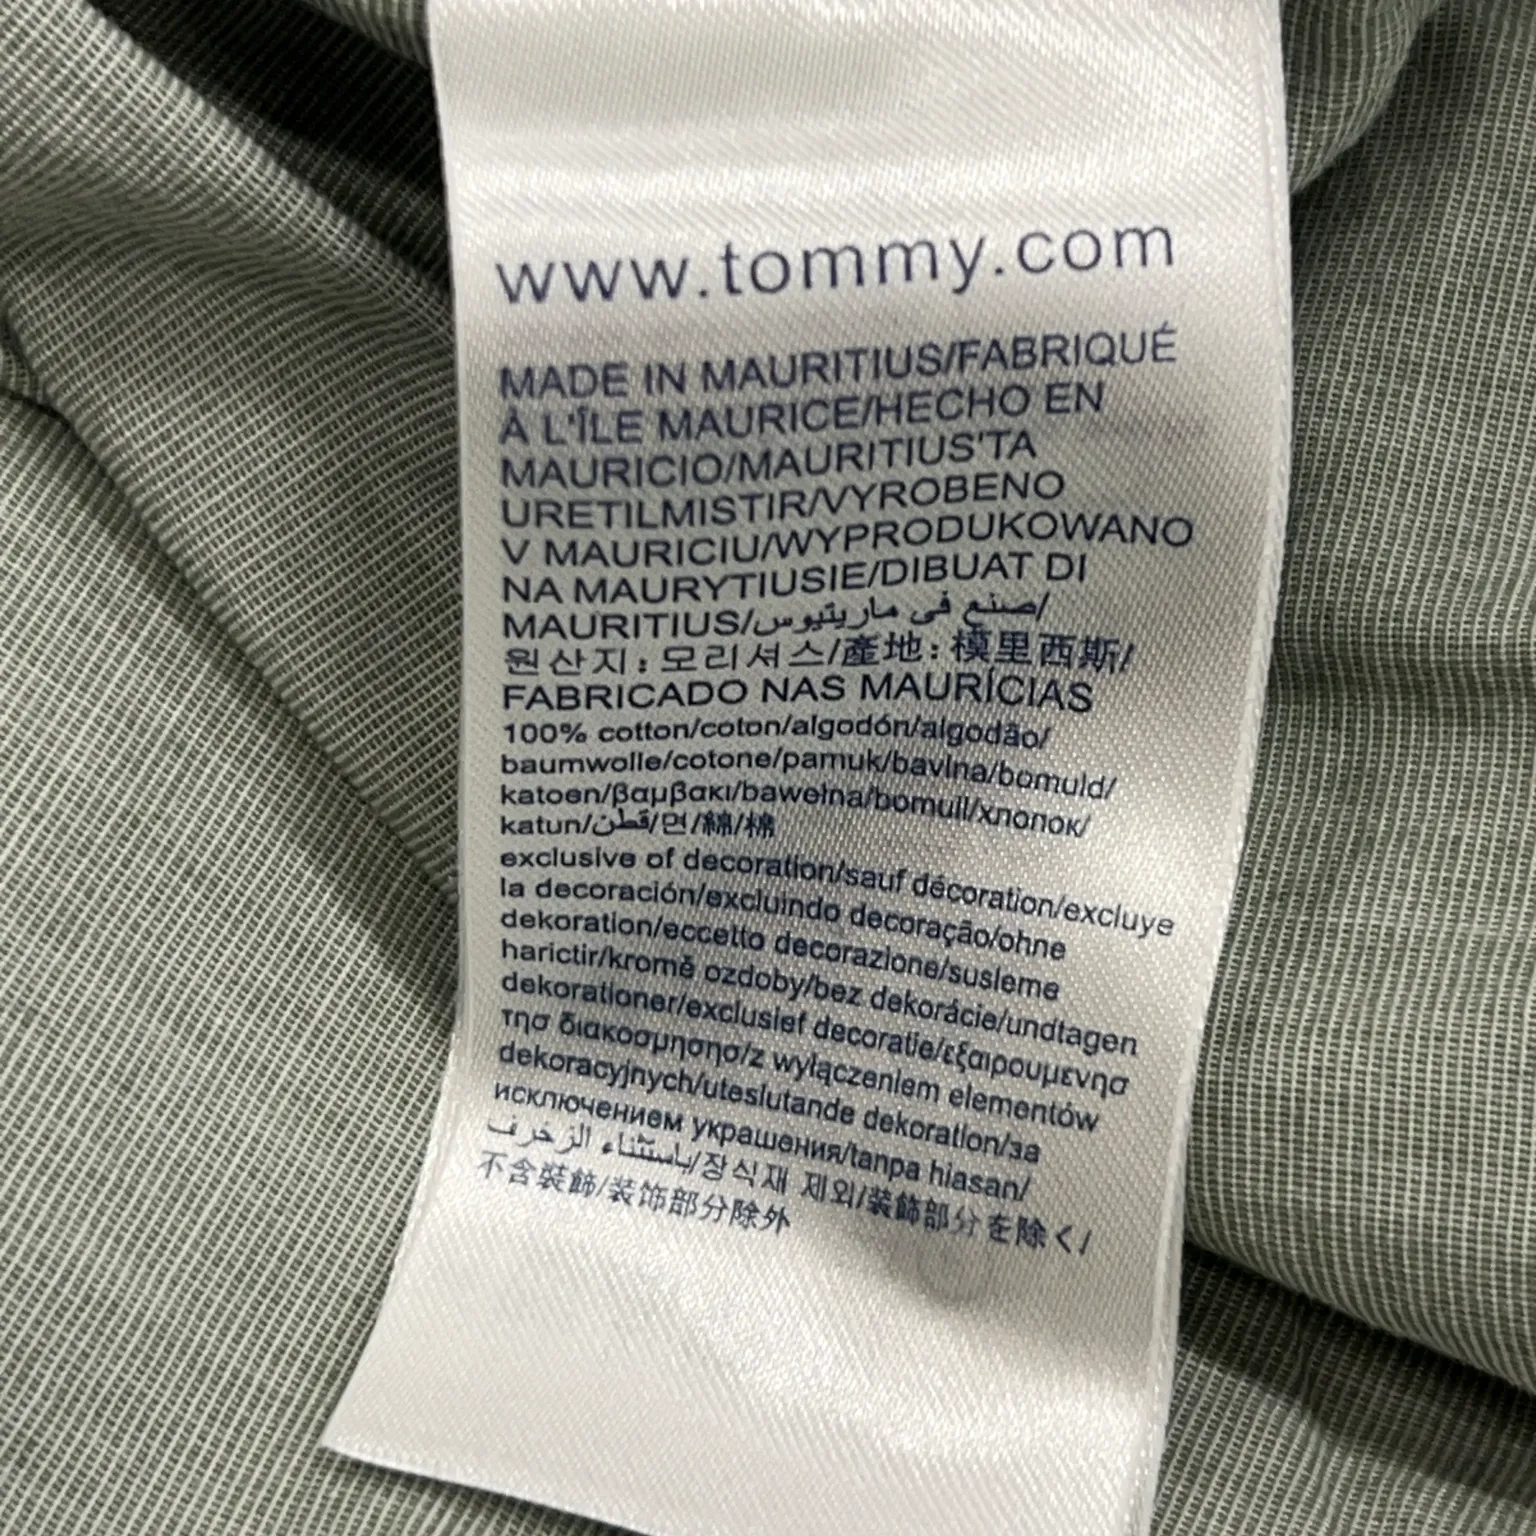 www.tommy.com
MADE IN MAURITIUS/FABRIQUÉ
À L'ÎLE MAURICE/HECHO EN
MAURICIO/MAURITIUS'TA
URETILMISTIR/VYROBENO
V MAURICIU/WYPRODUKOWANO
NA MAURYTIUSIE/DIBUAT DI
MAURITIUS/صنع في ماريتيوس/
원산지:모리셔스/產地:模里西斯/
FABRICADO NAS MAURÍCIAS
100% cotton/coton/algodón/algodão/
baumwolle/cotone/pamuk/bavlna/bomuld/
katoen/βαμβακι/bawełna/bomull/хлопок/
katun/قطن/면/綿/棉
exclusive of decoration/sauf décoration/excluye
la decoración/excluindo decoração/ohne
dekoration/eccetto decorazione/susleme
harictir/kromě ozdoby/bez dekorácie/undtagen
dekorationer/exclusief decoratie/εξαιρουμενησ
τησ διακοσμησησ/z wyłączeniem elementów
dekoracyjnych/uteslutande dekoration/за
исключением украшения/tanpa hiasan/
باستثناء الزخرف/장식재 제외/装飾部分を除く/
不含裝飾/装饰部分除外